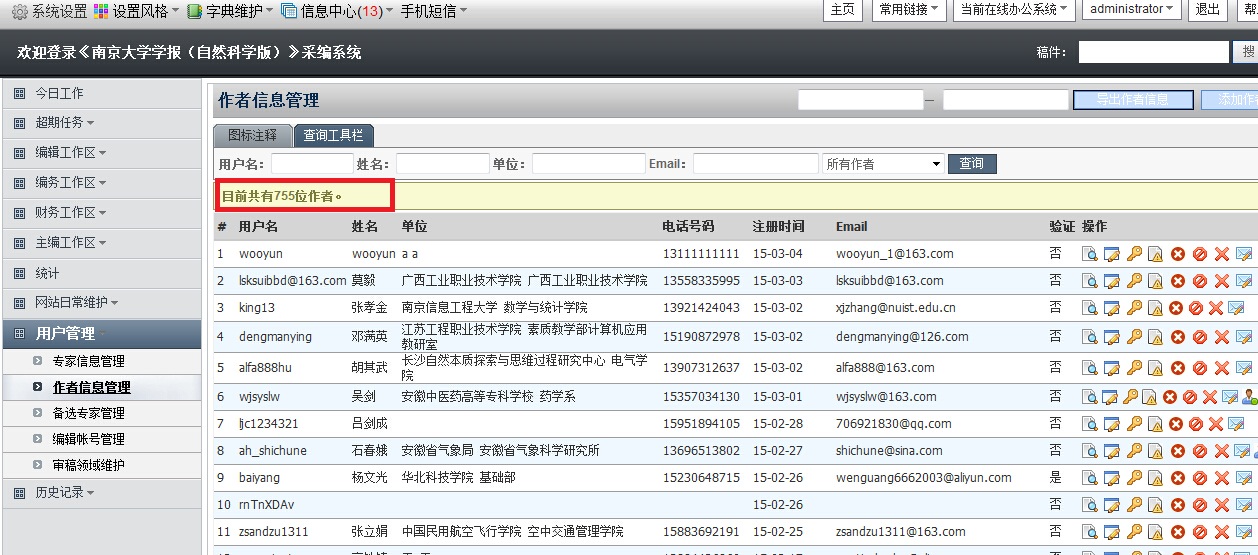 系统设置 设置风格 字典维护 信息中心(13) 手机短信 主页 常用链接 当前在线办公系统 administrator 退出
欢迎登录《南京大学学报（自然科学版）》采编系统 稿件： 搜
今日工作
超期任务
编辑工作区
编务工作区
财务工作区
主编工作区
统计
网站日常维护
用户管理
专家信息管理
作者信息管理
备选专家管理
编辑帐号管理
审稿领域维护
历史记录
作者信息管理 — 导出作者信息 添加作
图标注释 查询工具栏
用户名: 姓名: 单位: Email: 所有作者 查询
目前共有755位作者。
# 用户名 姓名 单位 电话号码 注册时间 Email 验证 操作
1 wooyun wooyun a a 13111111111 15-03-04 wooyun_1@163.com 否
2 lsksuibbd@163.com 莫毅 广西工业职业技术学院 广西工业职业技术学院 13558335995 15-03-03 lsksuibbd@163.com 否
3 king13 张孝金 南京信息工程大学 数学与统计学院 13921424043 15-03-02 xjzhang@nuist.edu.cn 否
4 dengmanying 邓满英 江苏工程职业技术学院 素质教学部计算机应用
教研室 15190872978 15-03-02 dengmanying@126.com 否
5 alfa888hu 胡其武 长沙自然本质探索与思维过程研究中心 电气学
院 13907312637 15-03-02 alfa888@163.com 否
6 wjsyslw 吴剑 安徽中医药高等专科学校 药学系 15357034130 15-03-01 wjsyslw@163.com 否
7 ljc1234321 吕剑成 15951894105 15-02-28 706921830@qq.com 否
8 ah_shichune 石春娥 安徽省气象局 安徽省气象科学研究所 13696513802 15-02-27 shichune@sina.com 否
9 baiyang 杨文光 华北科技学院 基础部 15230648715 15-02-26 wenguang6662003@aliyun.com 是
10 rnTnXDAv 15-02-26 否
11 zsandzu1311 张立娟 中国民用航空飞行学院 空中交通管理学院 15883692191 15-02-25 zsandzu1311@163.com 否